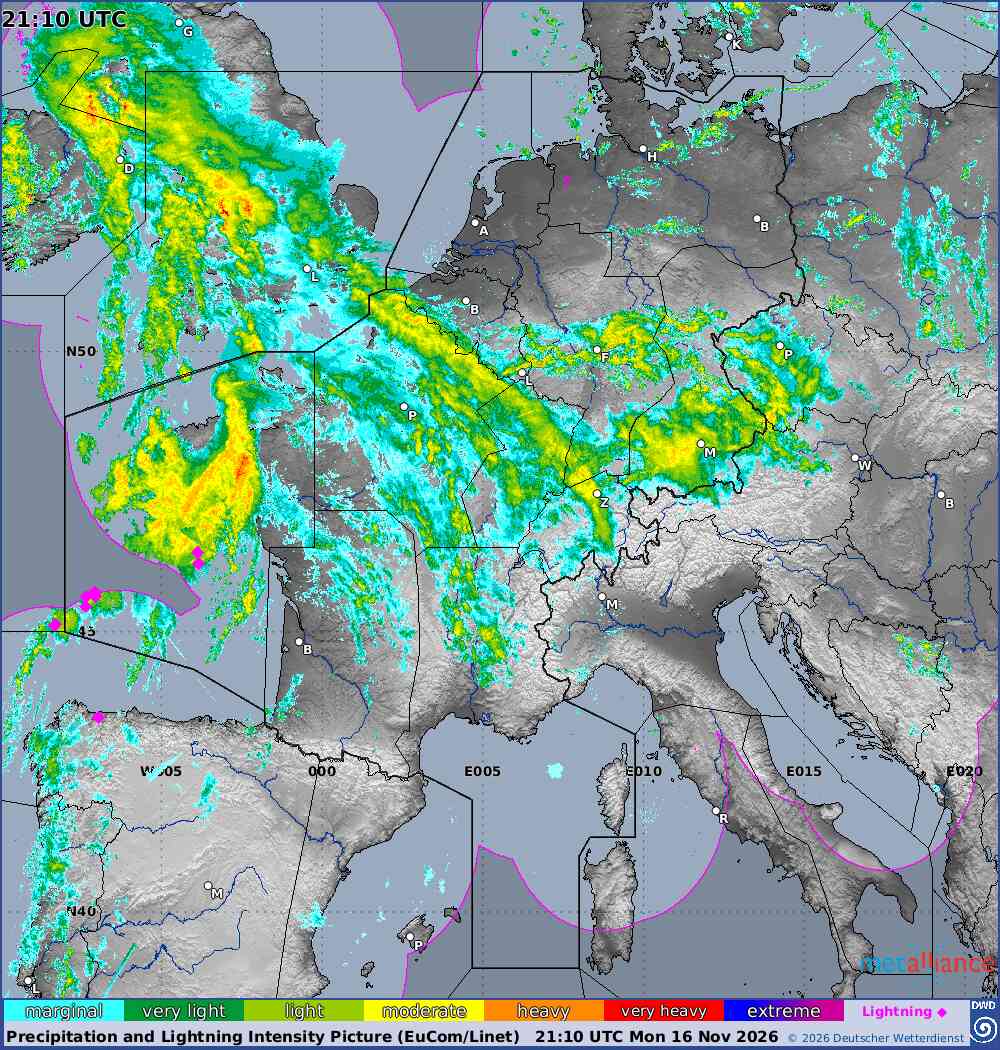 21:10 UTC
G
K
D
H
A
B
L
B
N50
F
P
L
P
M
W
Z
B
M
45
B
W005
000
E005
E010
E015
E020
R
M
N40
P
L
metalliance
marginal very light light moderate heavy very heavy extreme Lightning DWD
Precipitation and Lightning Intensity Picture (EuCom/Linet) 21:10 UTC Mon 16 Nov 2026 © 2026 Deutscher Wetterdienst